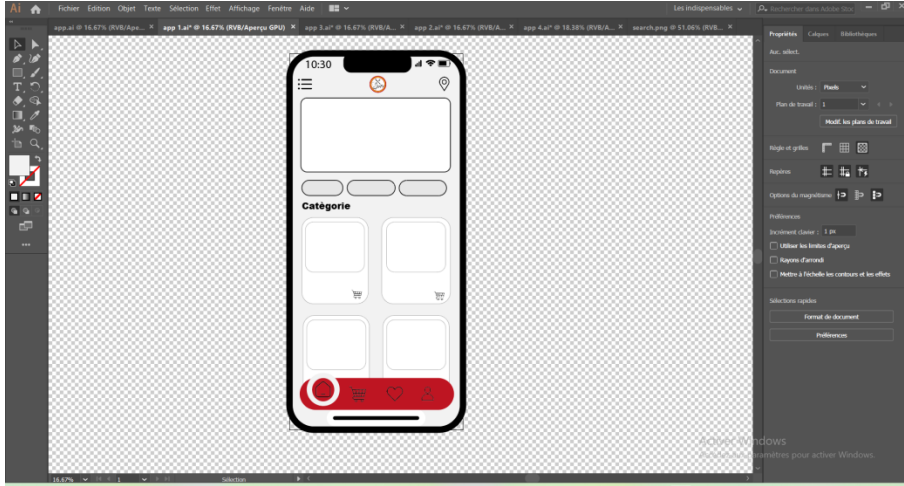 Ai Fichier Edition Objet Texte Sélection Effet Affichage Fenêtre Aide Les indispensables Rechercher dans Adobe Stock
app.ai @ 16.67% (RVB/Ape... × app 1.ai* @ 16.67% (RVB/Aperçu GPU) × app 3.ai* @ 16.67% (RVB/A... × app 2.ai* @ 16.67% (RVB/A... × app 4.ai* @ 18.38% (RVB/A... × search.png @ 51.06% (RVB... ×
Propriétés Calques Bibliothèques
Auc. sélect.
Document
Unités : Pixels
Plan de travail : 1
Modif. les plans de travail
Règle et grilles
Repères
Options du magnétisme
Préférences
Incrément clavier : 1 px
Utiliser les limites d'aperçu
Rayons d'arrondi
Mettre à l'échelle les contours et les effets
Sélections rapides
Format de document
Préférences
10:30
Catègorie
Activer Windows
paramètres pour activer Windows.
16.67% 1 Sélection